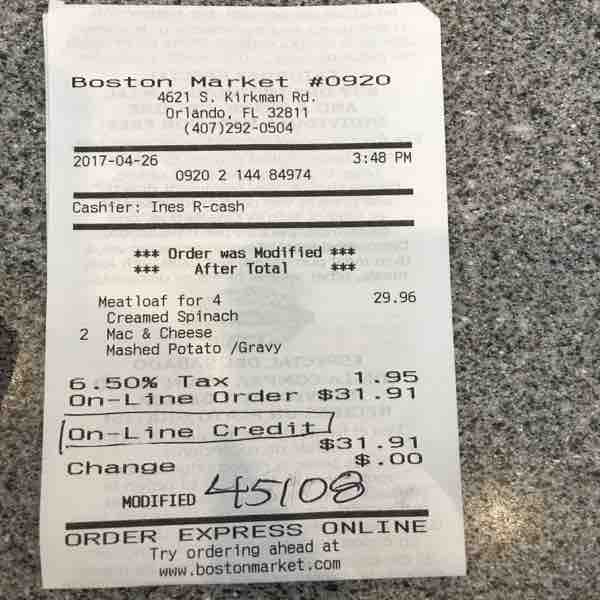 Boston Market #0920
4621 S. Kirkman Rd.
Orlando, FL 32811
(407)292-0504
2017-04-26 3:48 PM
0920 2 144 84974
Cashier: Ines R-cash
*** Order was Modified ***
*** After Total ***
Meatloaf for 4 29.96
Creamed Spinach
2 Mac & Cheese
Mashed Potato /Gravy
6.50% Tax 1.95
On-Line Order $31.91
On-Line Credit
$31.91
Change $.00
MODIFIED 45108
ORDER EXPRESS ONLINE
Try ordering ahead at
www.bostonmarket.com